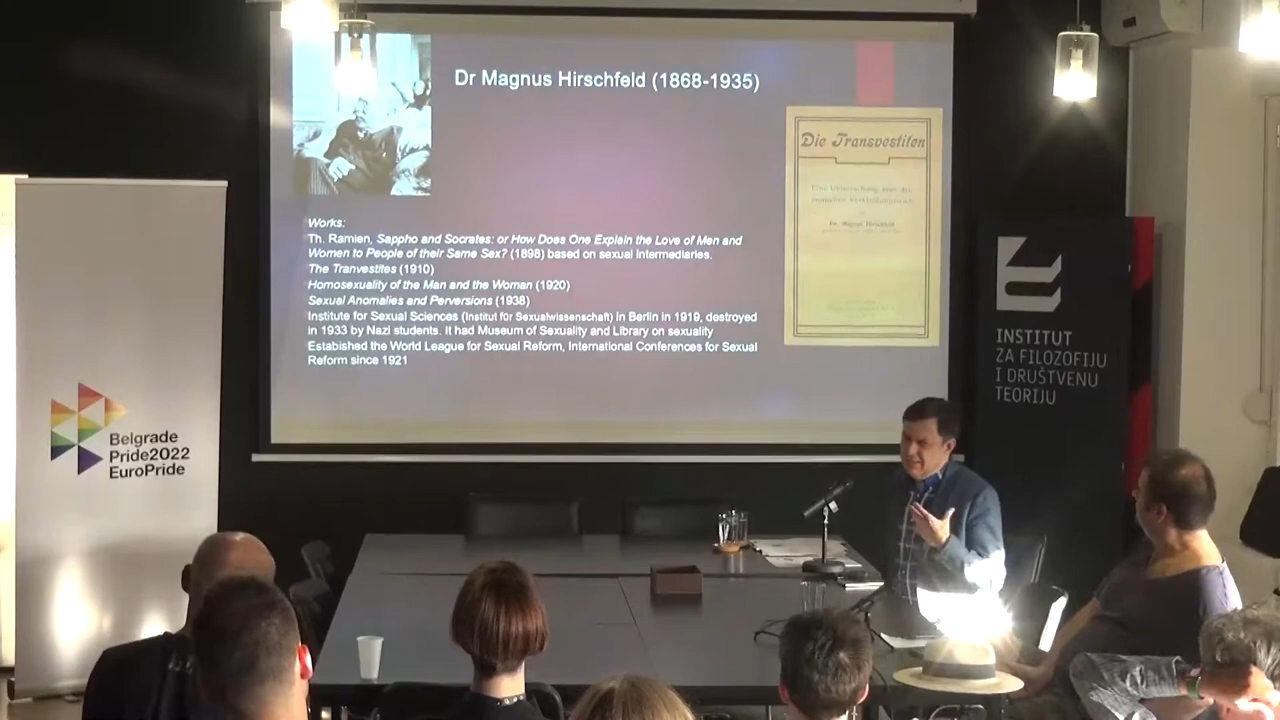 Dr Magnus Hirschfeld (1868-1935)
Works:
Th. Ramien, Sappho and Socrates: or How Does One Explain the Love of Men and
Women to People of their Same Sex? (1898) based on sexual intermediaries.
The Tranvestites (1910)
Homosexuality of the Man and the Woman (1920)
Sexual Anomalies and Perversions (1938)
Institute for Sexual Sciences (Institut for Sexualwissenschaft) in Berlin in 1919, destroyed
in 1933 by Nazi students. It had Museum of Sexuality and Library on sexuality
Estabished the World League for Sexual Reform, International Conferences for Sexual
Reform since 1921
Die Transvestiten
Dr. Magnus Hirschfeld
Belgrade
Pride2022
EuroPride
INSTITUT
ZA FILOZOFIJU
I DRUŠTVENU
TEORIJU